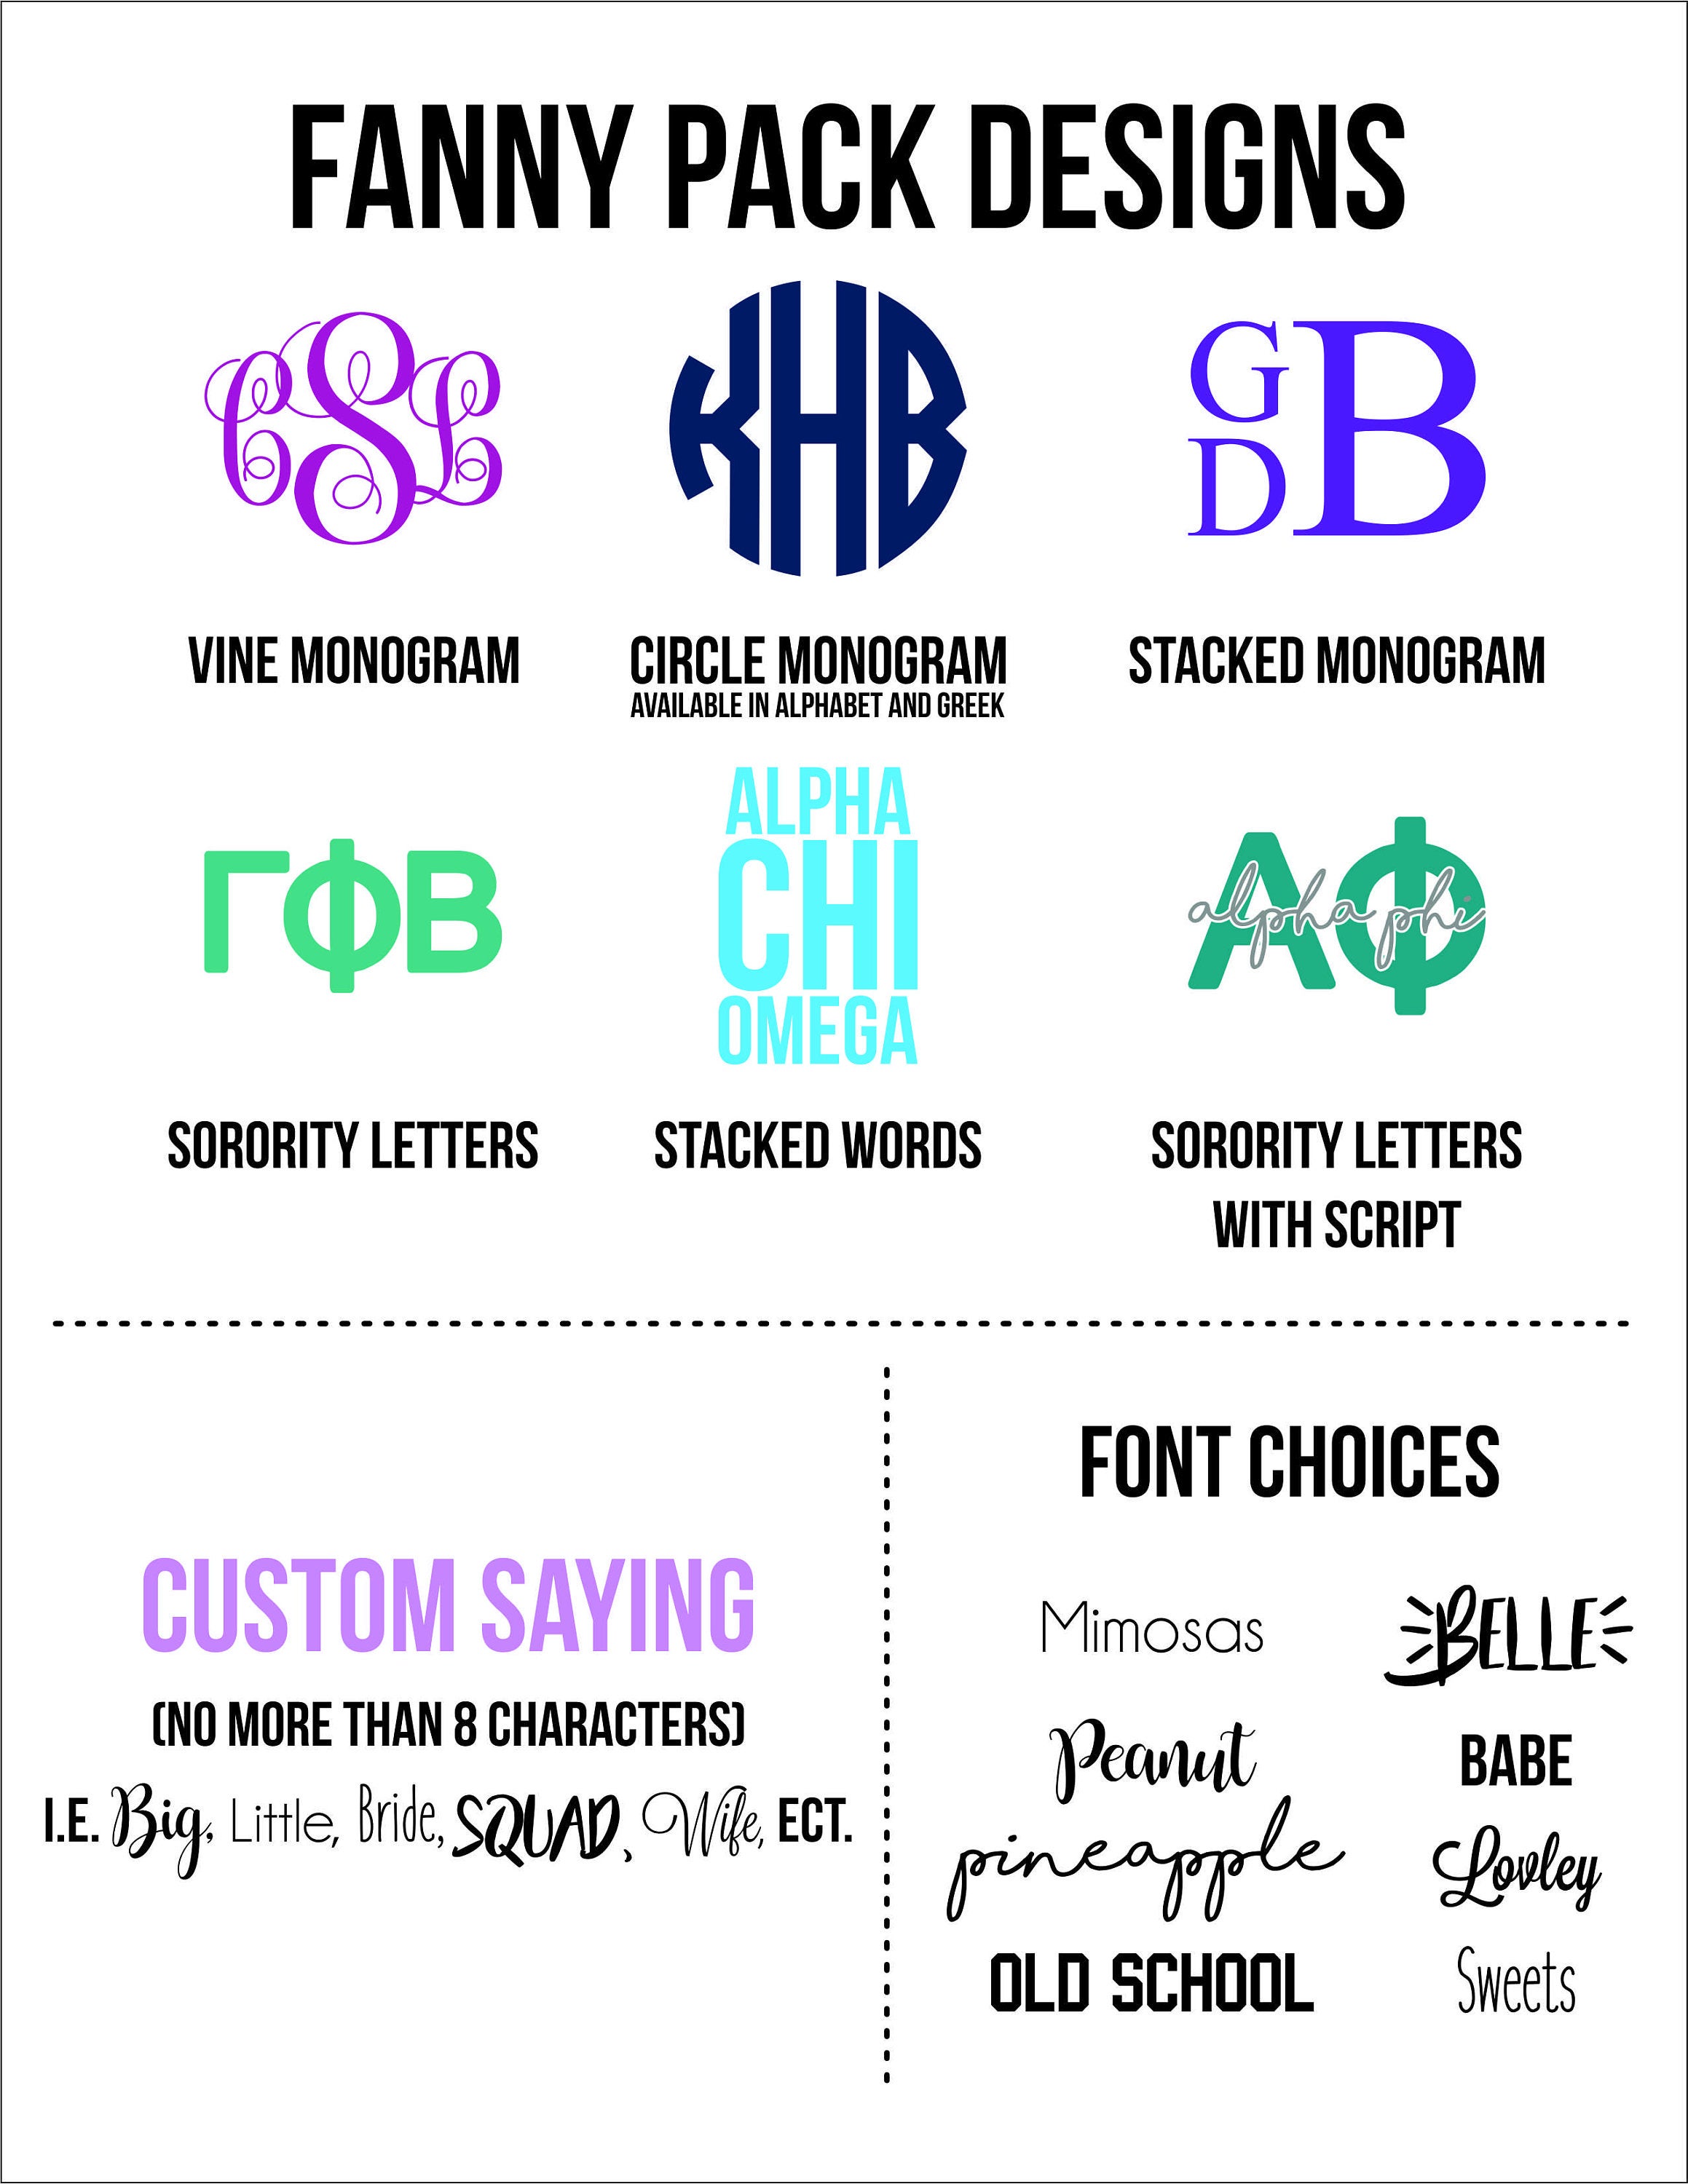 FANNY PACK DESIGNS
CSL
KHB
G
D
B
VINE MONOGRAM
CIRCLE MONOGRAM
AVAILABLE IN ALPHABET AND GREEK
STACKED MONOGRAM
ΓΦΒ
ALPHA
CHI
OMEGA
ΑΦ
alpha phi
SORORITY LETTERS
STACKED WORDS
SORORITY LETTERS
WITH SCRIPT
CUSTOM SAYING
(NO MORE THAN 8 CHARACTERS)
I.E. Big, Little, Bride, SQUAD, Wife, ECT.
FONT CHOICES
Mimosas
BELLE
Peanut
BABE
pineapple
Lovley
OLD SCHOOL
Sweets